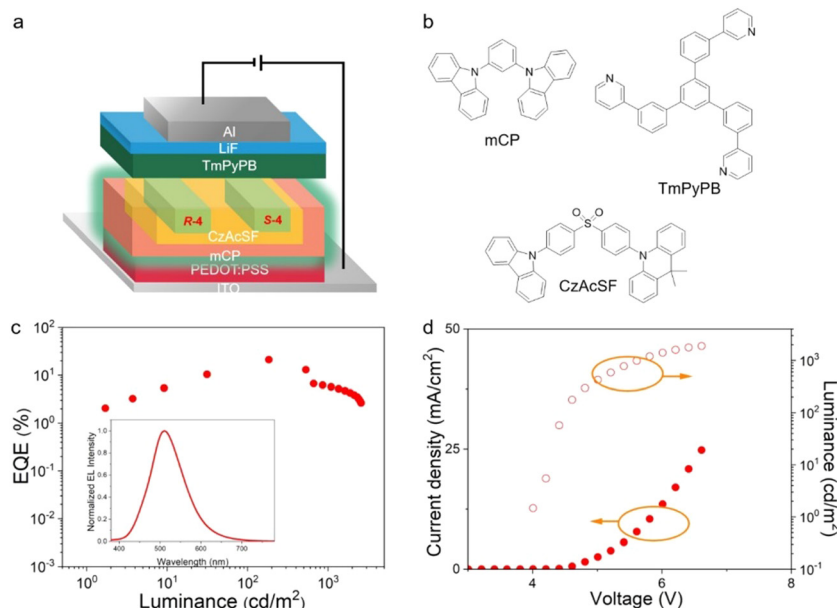 a
Al
LiF
TmPyPB
R-4
S-4
CzAcSF
mCP
PEDOT:PSS
ITO
b
N
N
mCP
N
N
N
TmPyPB
O
O
S
N
N
CzAcSF
c
10²
10¹
10⁰
10⁻¹
10⁻²
10⁻³
EQE (%)
10⁰
10¹
10²
10³
Luminance (cd/m²)
Normalized EL Intensity
1.0
0.8
0.6
0.4
0.2
0.0
400
500
600
700
Wavelength (nm)
d
50
25
0
Current density (mA/cm²)
4
6
8
Voltage (V)
10⁴
10³
10²
10¹
10⁰
10⁻¹
Luminance (cd/m²)